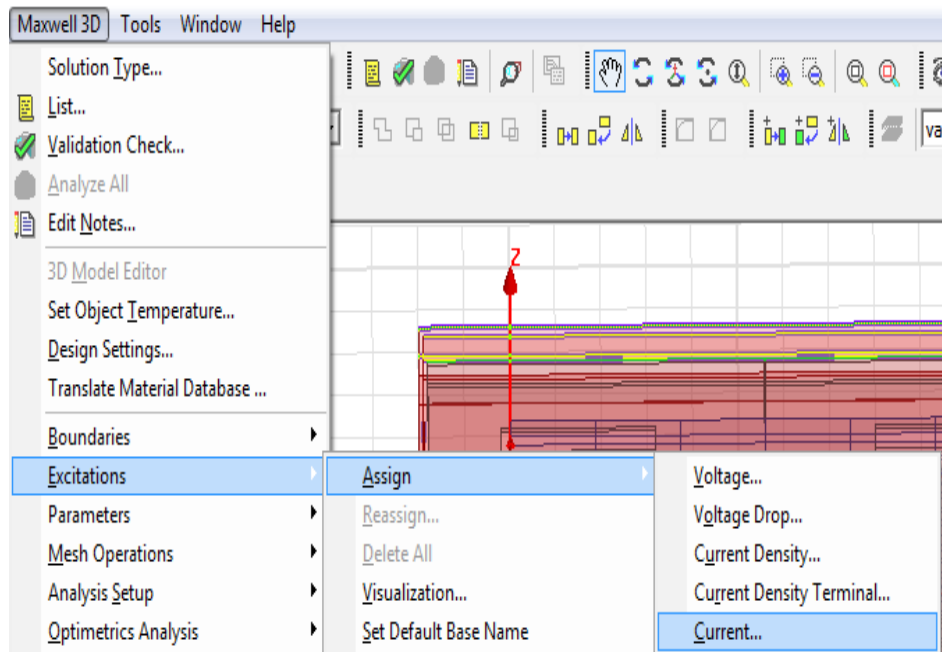 Maxwell 3D Tools Window Help
Solution Type...
List...
Validation Check...
Analyze All
Edit Notes...
3D Model Editor
Set Object Temperature...
Design Settings...
Translate Material Database ...
Boundaries
Excitations
Parameters
Mesh Operations
Analysis Setup
Optimetrics Analysis
Assign
Reassign...
Delete All
Visualization...
Set Default Base Name
Voltage...
Voltage Drop...
Current Density...
Current Density Terminal...
Current...
va
Z